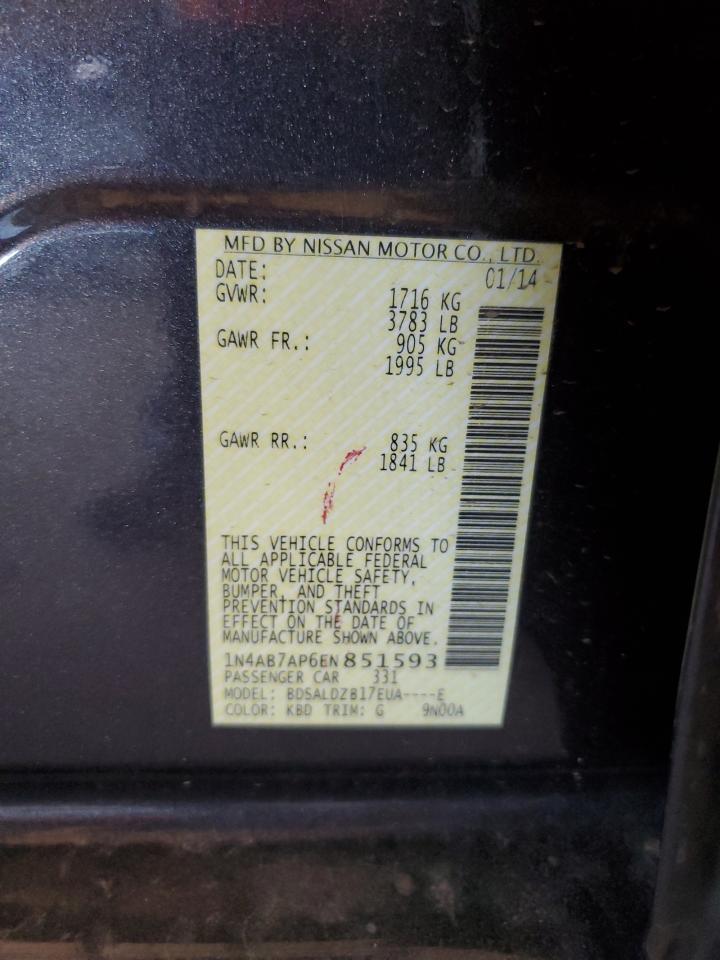 MFD BY NISSAN MOTOR CO., LTD.
DATE: 01/14
GVWR: 1716 KG
3783 LB
GAWR FR.: 905 KG
1995 LB
GAWR RR.: 835 KG
1841 LB
THIS VEHICLE CONFORMS TO
ALL APPLICABLE FEDERAL
MOTOR VEHICLE SAFETY,
BUMPER, AND THEFT
PREVENTION STANDARDS IN
EFFECT ON THE DATE OF
MANUFACTURE SHOWN ABOVE.
1N4AB7AP6EN851593
PASSENGER CAR 331
MODEL: BDSALDZB17EUA----E
COLOR: KBD TRIM: G 9N00A